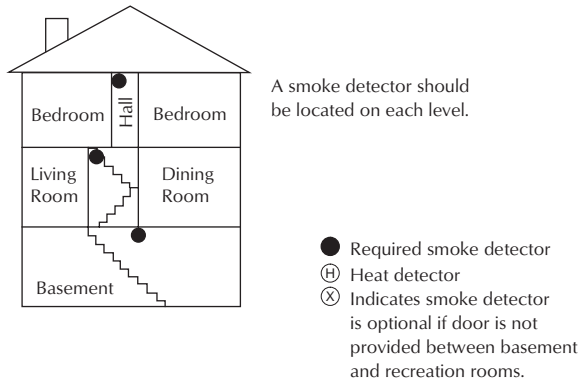 A smoke detector should
be located on each level.
Bedroom
Hall
Bedroom
Living
Room
Dining
Room
Basement
Required smoke detector
H Heat detector
X Indicates smoke detector
is optional if door is not
provided between basement
and recreation rooms.